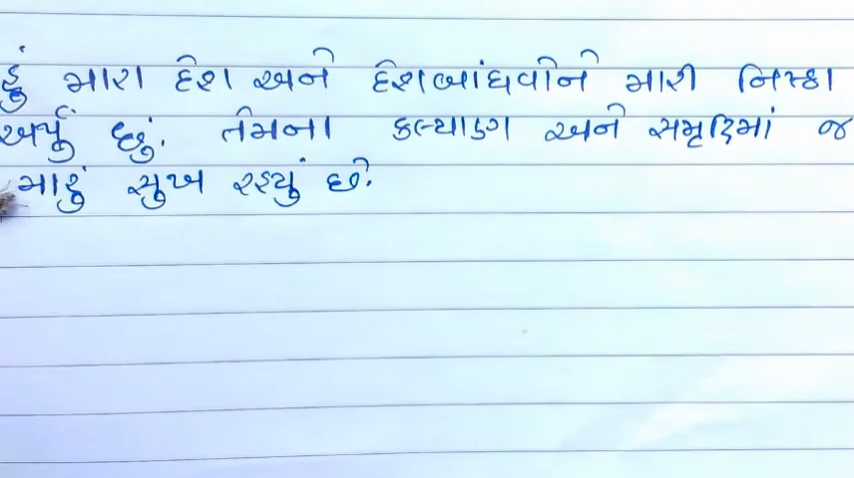 હું મારા દેશ અને દેશબાંધવોને મારી નિષ્ઠા
અર્પું છું. તેમના કલ્યાણ અને સમૃદ્ધિમાં જ
મારું સુખ રહ્યું છે.